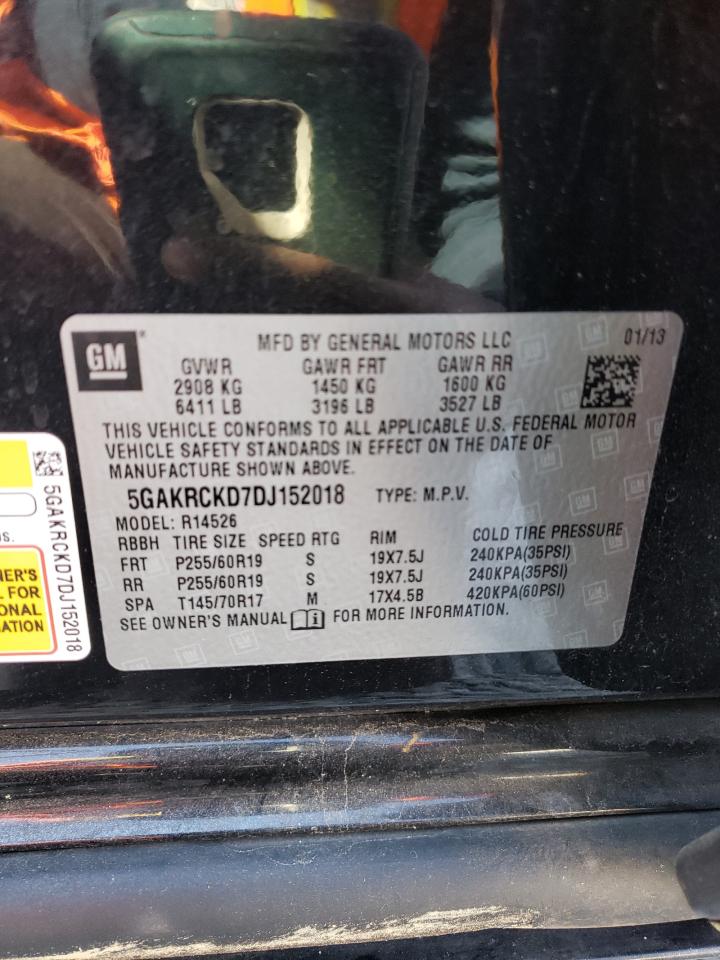 GM
MFD BY GENERAL MOTORS LLC 01/13
GVWR GAWR FRT GAWR RR
2908 KG 1450 KG 1600 KG
6411 LB 3196 LB 3527 LB
THIS VEHICLE CONFORMS TO ALL APPLICABLE U.S. FEDERAL MOTOR
VEHICLE SAFETY STANDARDS IN EFFECT ON THE DATE OF
MANUFACTURE SHOWN ABOVE.
5GAKRCKD7DJ152018 TYPE: M.P.V.
MODEL: R14526
RBBH TIRE SIZE SPEED RTG RIM COLD TIRE PRESSURE
FRT P255/60R19 S 19X7.5J 240KPA(35PSI)
RR P255/60R19 S 19X7.5J 240KPA(35PSI)
SPA T145/70R17 M 17X4.5B 420KPA(60PSI)
SEE OWNER'S MANUAL FOR MORE INFORMATION.
5GAKRCKD7DJ152018